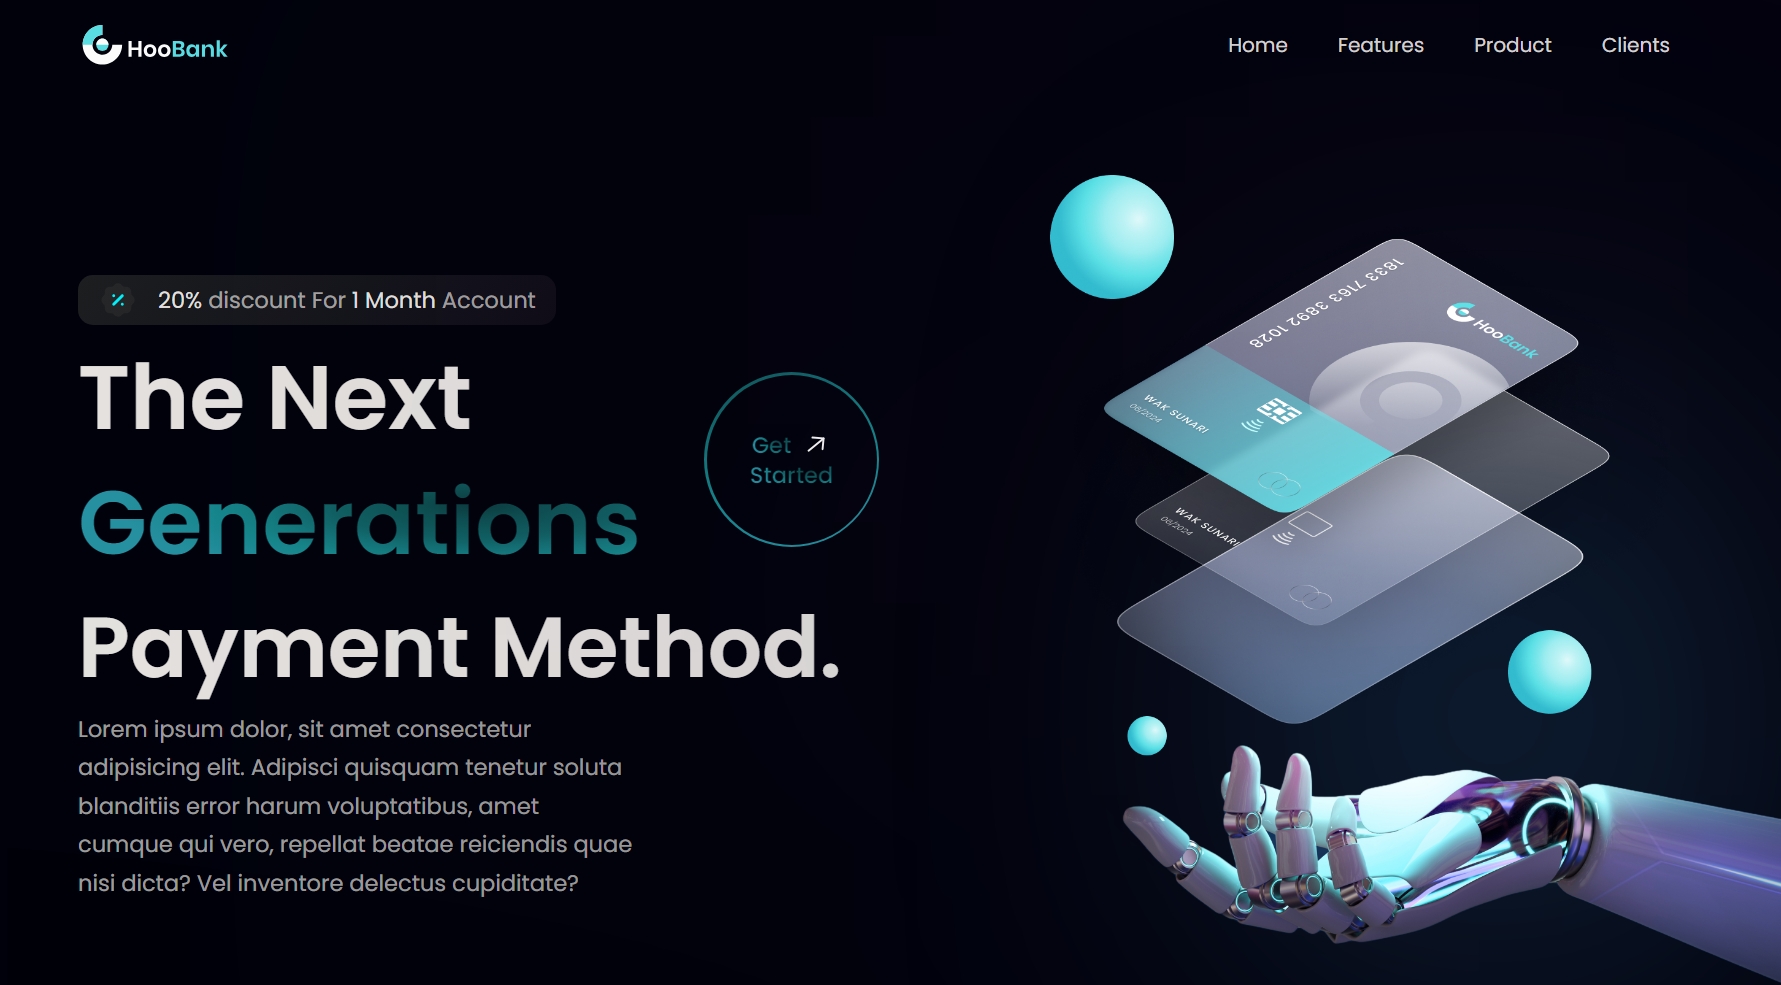 HooBank
Home Features Product Clients
20% discount For 1 Month Account
The Next
Generations
Payment Method.
Get
Started
Lorem ipsum dolor, sit amet consectetur
adipisicing elit. Adipisci quisquam tenetur soluta
blanditiis error harum voluptatibus, amet
cumque qui vero, repellat beatae reiciendis quae
nisi dicta? Vel inventore delectus cupiditate?
1833 7163 3892 1028
HooBank
WAK SUNARI
06/2024
WAK SUNARI
06/2024